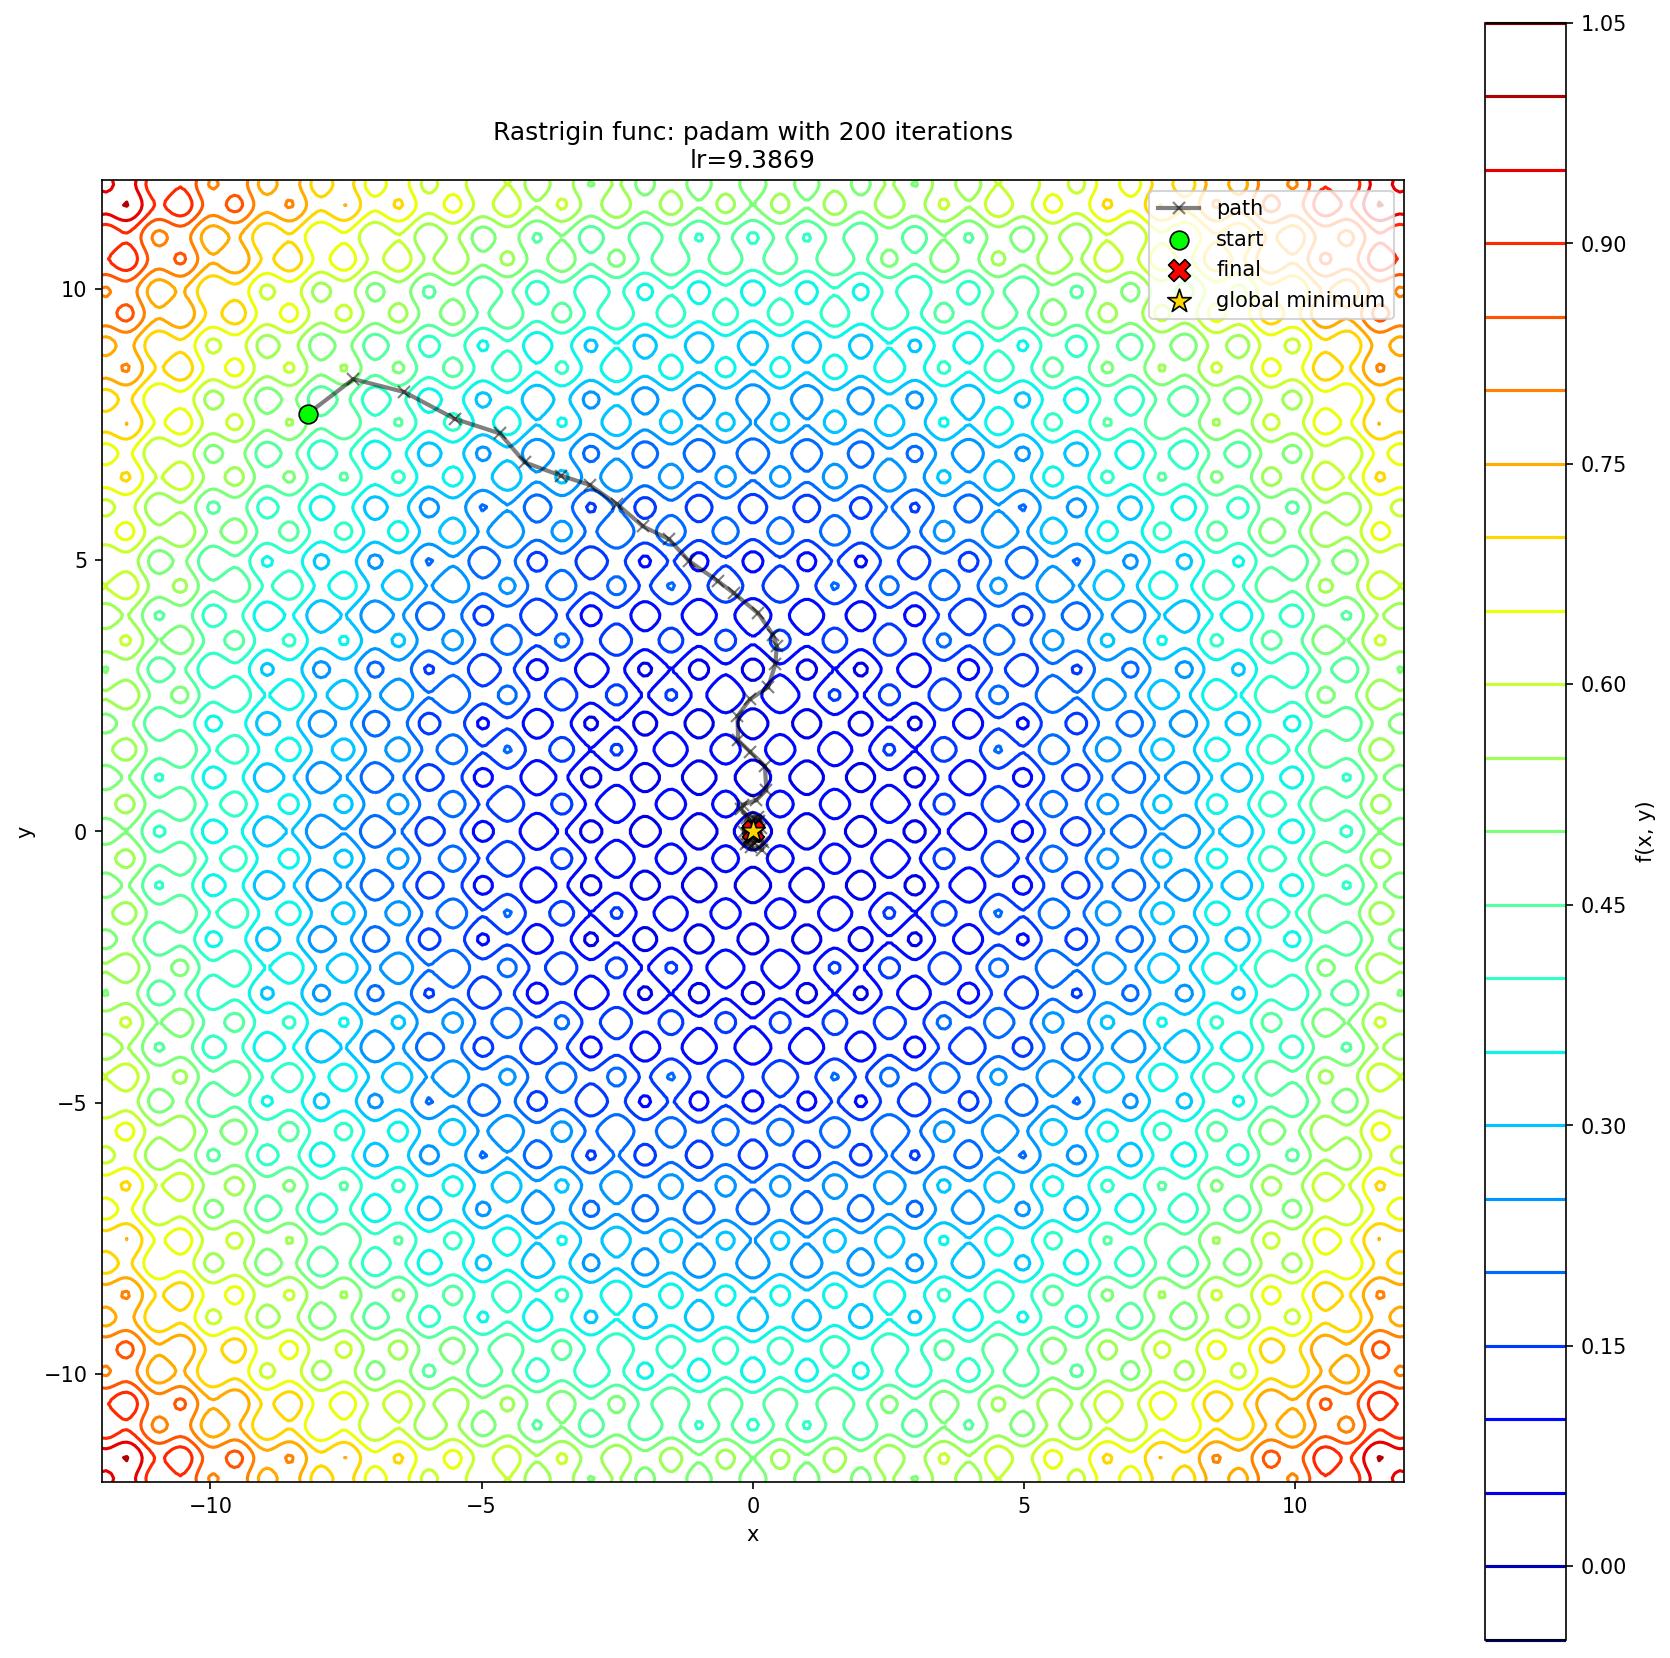 Rastrigin func: padam with 200 iterations
lr=9.3869
path
start
final
global minimum
10
5
0
−5
−10
y
−10
−5
0
5
10
x
1.05
0.90
0.75
0.60
0.45
0.30
0.15
0.00
f(x, y)